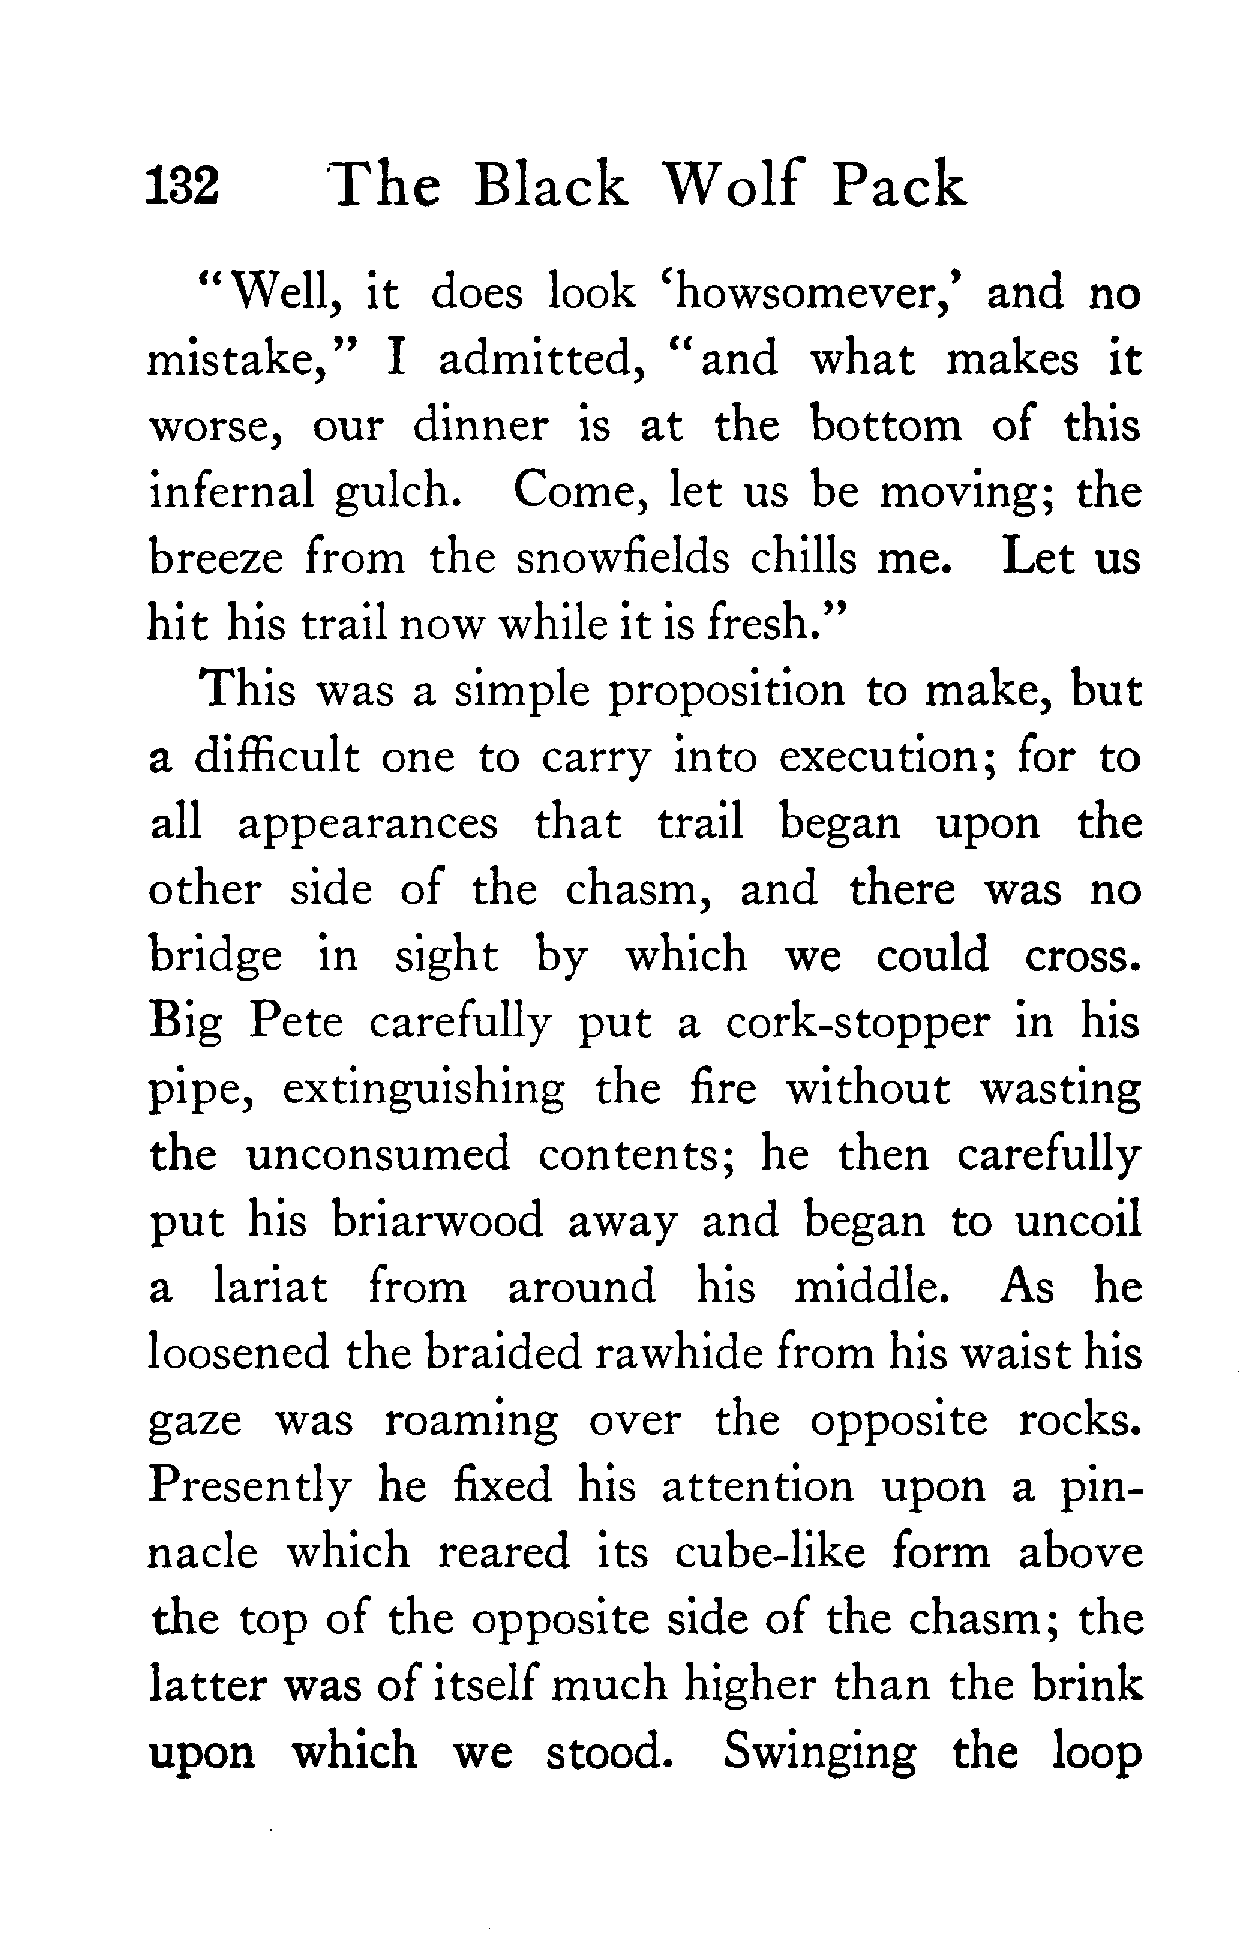 132 The Black Wolf Pack
“Well, it does look ‘howsomever,’ and no
mistake,” I admitted, “and what makes it
worse, our dinner is at the bottom of this
infernal gulch. Come, let us be moving; the
breeze from the snowfields chills me. Let us
hit his trail now while it is fresh.”
This was a simple proposition to make, but
a difficult one to carry into execution; for to
all appearances that trail began upon the
other side of the chasm, and there was no
bridge in sight by which we could cross.
Big Pete carefully put a cork-stopper in his
pipe, extinguishing the fire without wasting
the unconsumed contents; he then carefully
put his briarwood away and began to uncoil
a lariat from around his middle. As he
loosened the braided rawhide from his waist his
gaze was roaming over the opposite rocks.
Presently he fixed his attention upon a pin-
nacle which reared its cube-like form above
the top of the opposite side of the chasm; the
latter was of itself much higher than the brink
upon which we stood. Swinging the loop